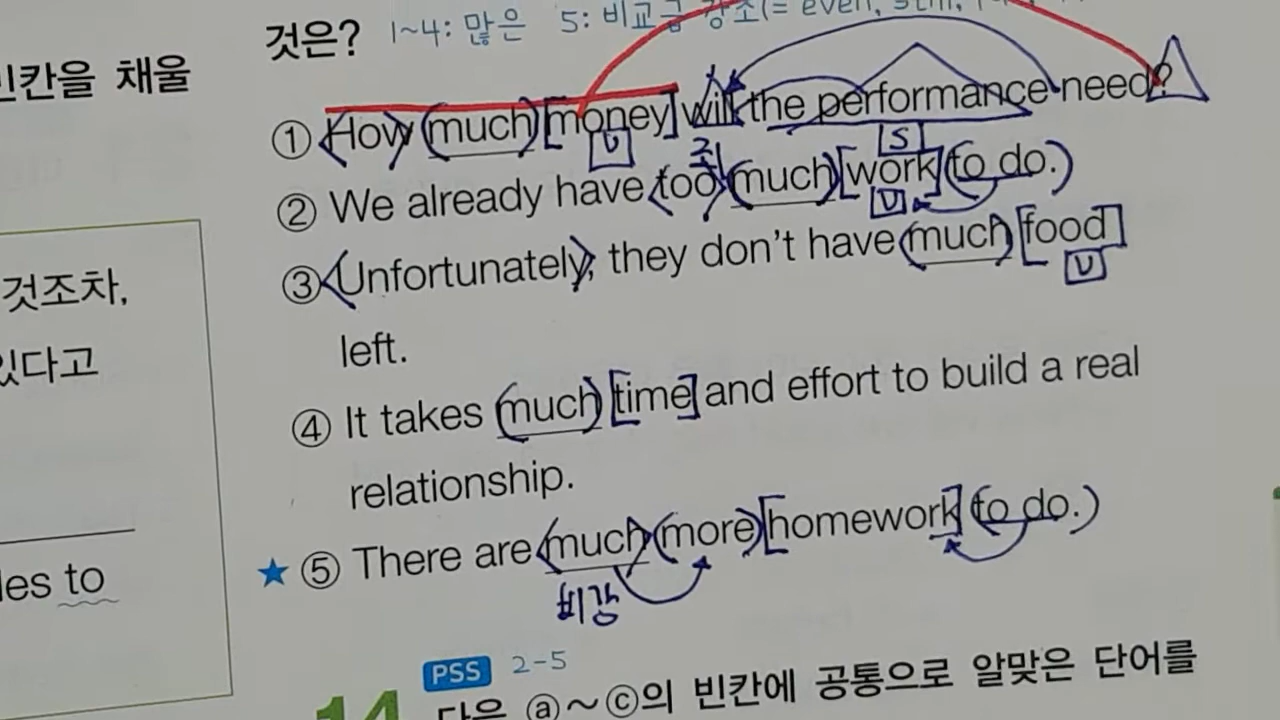 것은? 1~4: 많은 5: 비교급 강조(= even, still,
빈칸을 채울
① How much money will the performance need?
U
S
② We already have too much work to do.
U
③ Unfortunately, they don't have much food
U
것조차,
left.
있다고
④ It takes much time and effort to build a real
relationship.
⑤ There are much more homework to do.
비강
les to
PSS 2-5
14 다음 ⓐ~ⓒ의 빈칸에 공통으로 알맞은 단어를